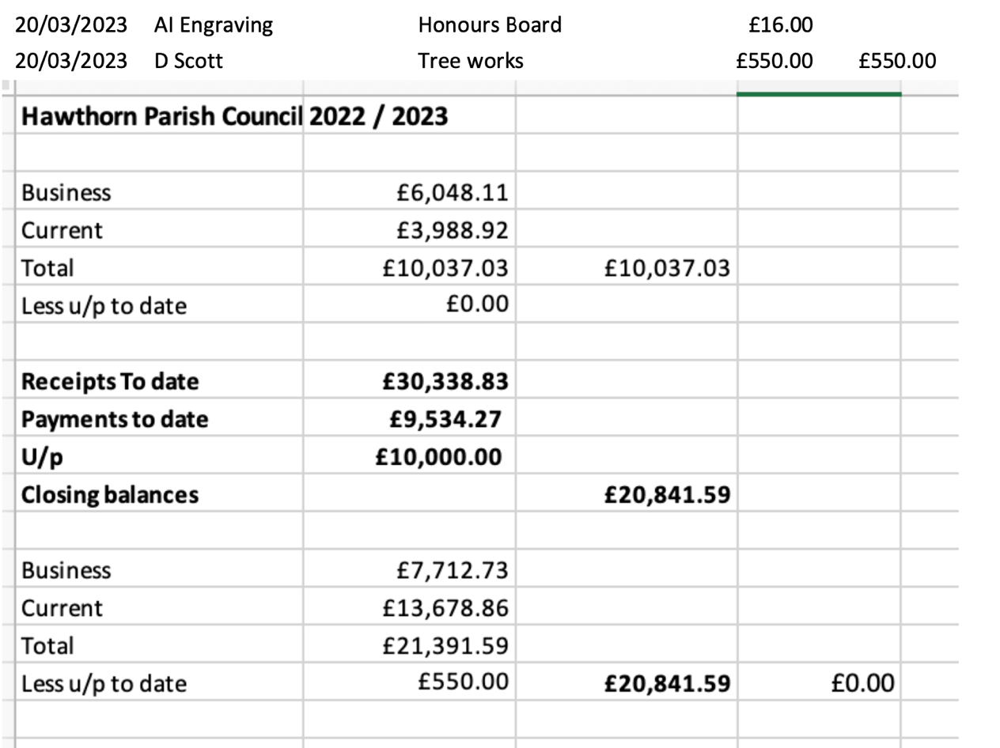 20/03/2023 AI Engraving Honours Board £16.00
20/03/2023 D Scott Tree works £550.00 £550.00
Hawthorn Parish Council 2022 / 2023
Business £6,048.11
Current £3,988.92
Total £10,037.03 £10,037.03
Less u/p to date £0.00
Receipts To date £30,338.83
Payments to date £9,534.27
U/p £10,000.00
Closing balances £20,841.59
Business £7,712.73
Current £13,678.86
Total £21,391.59
Less u/p to date £550.00 £20,841.59 £0.00